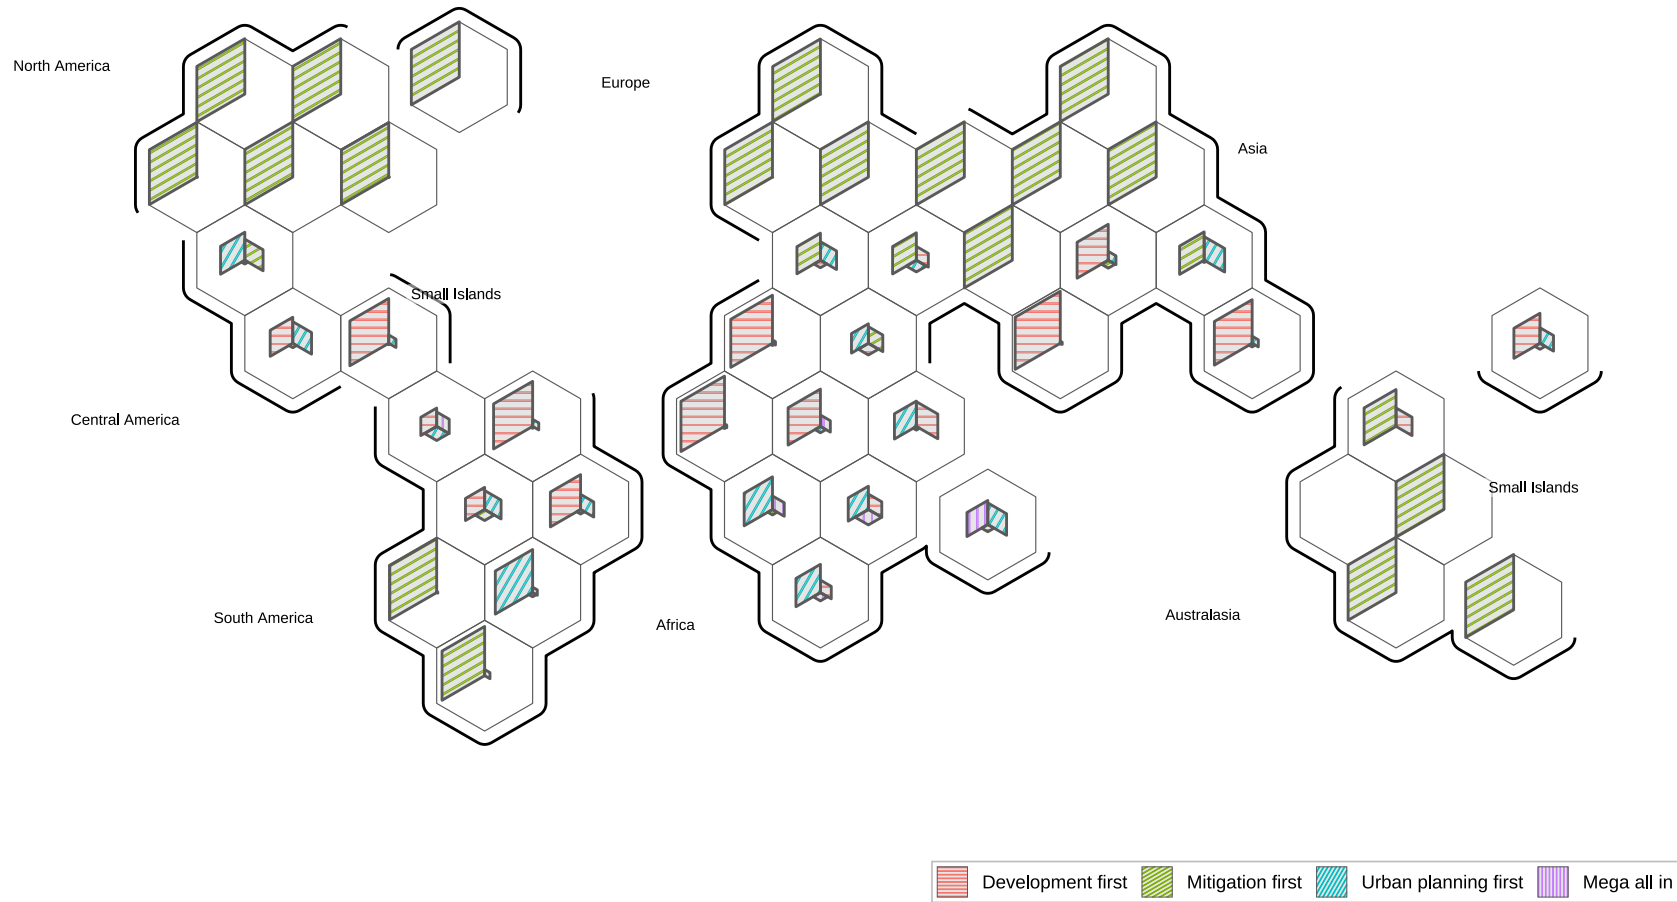 North America
Europe
Asia
Small Islands
Central America
Small Islands
South America
Africa
Australasia
Development first
Mitigation first
Urban planning first
Mega all in